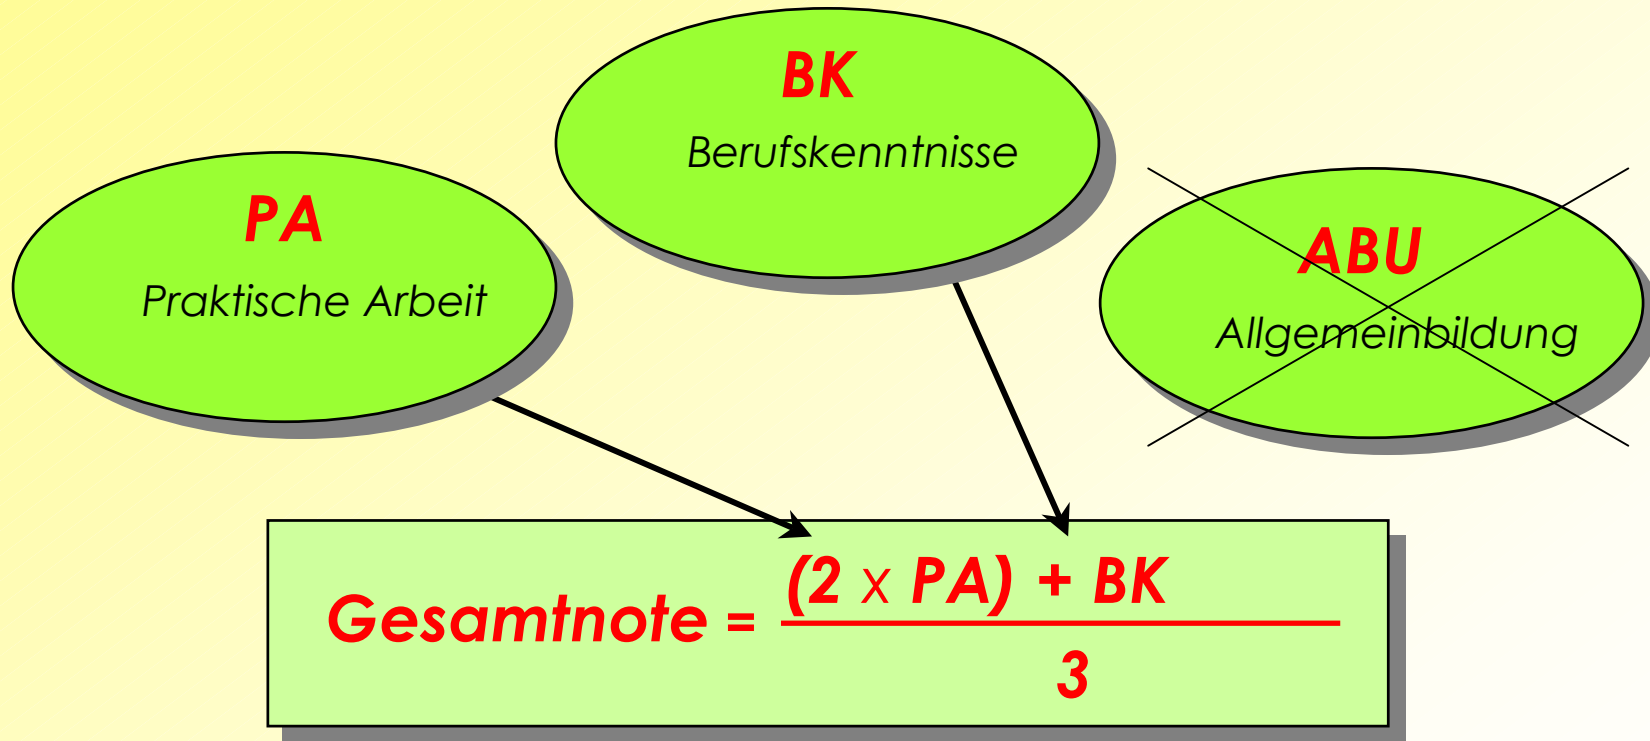 BK
Berufskenntnisse
PA
Praktische Arbeit
ABU
Allgemeinbildung
(2 x PA) + BK
Gesamtnote =
3